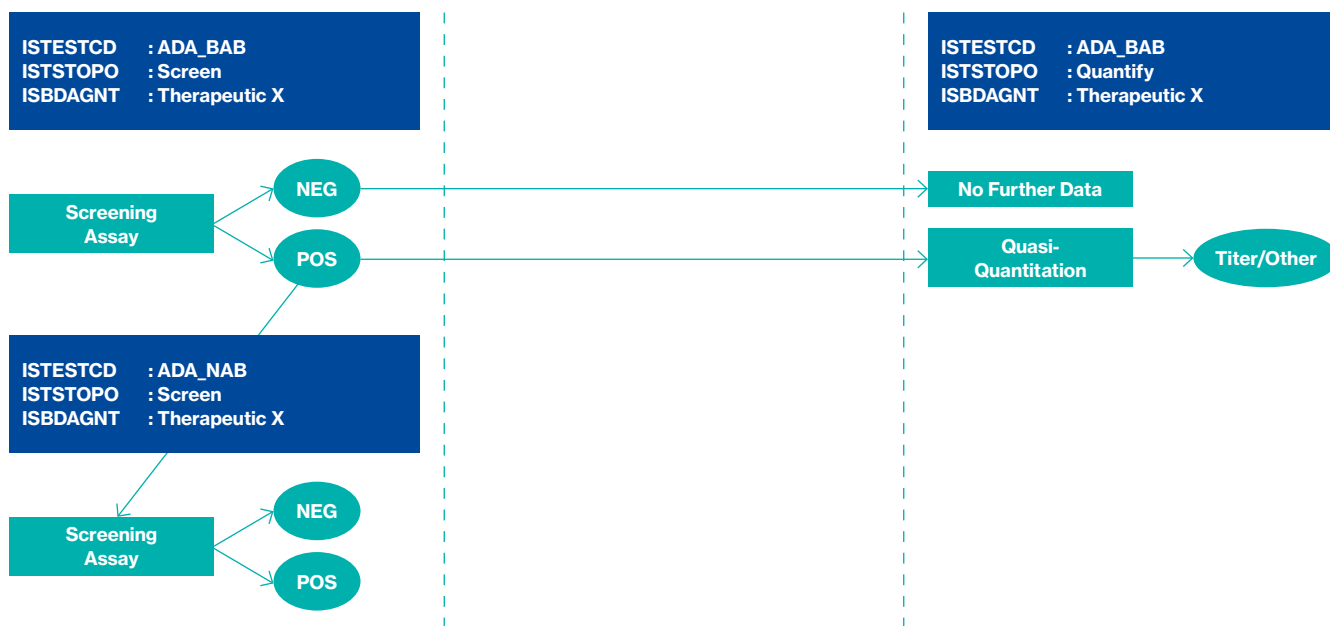 ISTESTCD : ADA_BAB
ISTSTOPO : Screen
ISBDAGNT : Therapeutic X
ISTESTCD : ADA_BAB
ISTSTOPO : Quantify
ISBDAGNT : Therapeutic X
Screening
Assay
NEG
POS
No Further Data
Quasi-
Quantitation
Titer/Other
ISTESTCD : ADA_NAB
ISTSTOPO : Screen
ISBDAGNT : Therapeutic X
Screening
Assay
NEG
POS